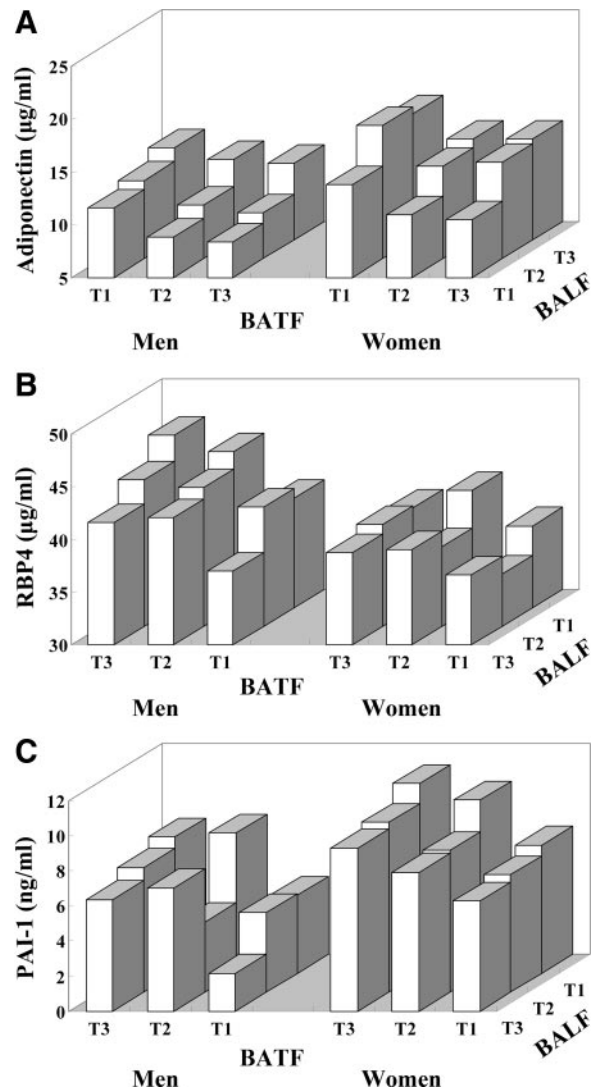 A
Adiponectin (µg/ml)
25
20
15
10
5
T1 T2 T3 T1 T2 T3
T1
T2
T3
BALF
BATF
Men Women
B
RBP4 (µg/ml)
50
45
40
35
30
T3 T2 T1 T3 T2 T1
T3
T2
T1
BALF
BATF
Men Women
C
PAI-1 (ng/ml)
12
10
8
6
4
2
0
T3 T2 T1 T3 T2 T1
T3
T2
T1
BALF
BATF
Men Women